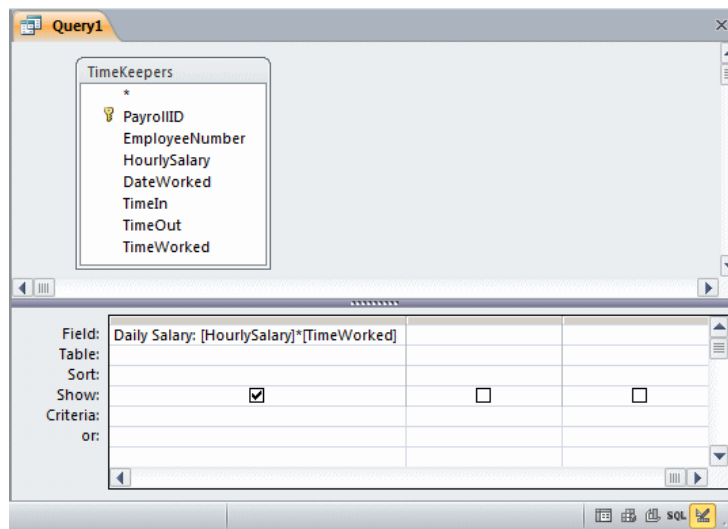 Query1
TimeKeepers
*
PayrollID
EmployeeNumber
HourlySalary
DateWorked
TimeIn
TimeOut
TimeWorked
Field: Daily Salary: [HourlySalary]*[TimeWorked]
Table:
Sort:
Show:
Criteria:
or:
SQL